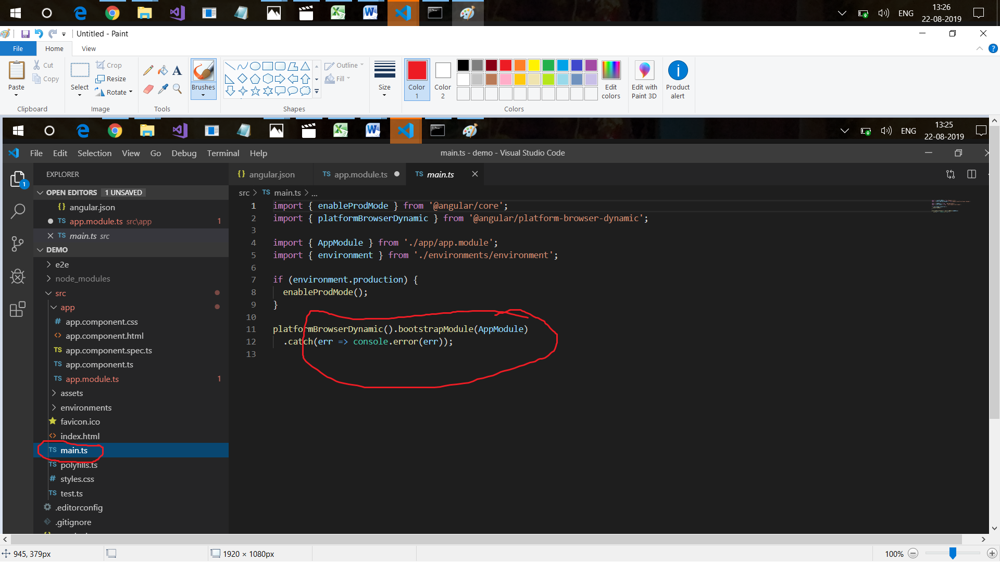 ENG
13:26
22-08-2019
Untitled - Paint
File
Home
View
Paste
Cut
Copy
Clipboard
Select
Crop
Resize
Rotate
Image
Tools
Brushes
Shapes
Outline
Fill
Size
Color 1
Color 2
Edit colors
Colors
Edit with Paint 3D
Product alert
ENG
13:25
22-08-2019
File Edit Selection View Go Debug Terminal Help
main.ts - demo - Visual Studio Code
EXPLORER
{} angular.json
TS app.module.ts
TS main.ts
OPEN EDITORS 1 UNSAVED
{} angular.json
TS app.module.ts src\app 1
TS main.ts src
DEMO
e2e
node_modules
src
app
# app.component.css
<> app.component.html
TS app.component.spec.ts
TS app.component.ts
TS app.module.ts 1
assets
environments
favicon.ico
<> index.html
TS main.ts
TS polyfills.ts
# styles.css
TS test.ts
.editorconfig
.gitignore
src > TS main.ts > ...
1 import { enableProdMode } from '@angular/core';
2 import { platformBrowserDynamic } from '@angular/platform-browser-dynamic';
3
4 import { AppModule } from './app/app.module';
5 import { environment } from './environments/environment';
6
7 if (environment.production) {
8 enableProdMode();
9 }
10
11 platformBrowserDynamic().bootstrapModule(AppModule)
12 .catch(err => console.error(err));
13
945, 379px
1920 × 1080px
100%